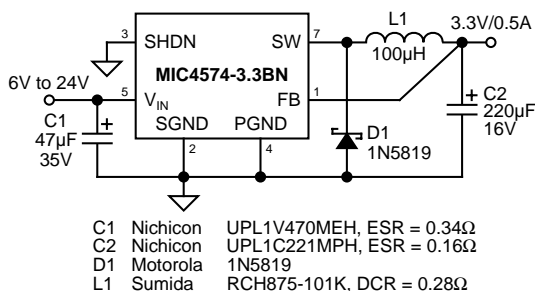 L1
3.3V/0.5A
3
SHDN
SW
7
100µH
MIC4574-3.3BN
6V to 24V
5
VIN
FB
1
C1
47µF
35V
SGND
PGND
2
4
D1
1N5819
C2
220µF
16V
C1 Nichicon UPL1V470MEH, ESR = 0.34Ω
C2 Nichicon UPL1C221MPH, ESR = 0.16Ω
D1 Motorola 1N5819
L1 Sumida RCH875-101K, DCR = 0.28Ω